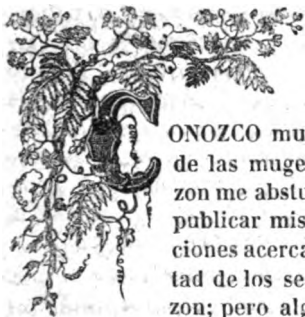 CONOZCO mu
de las muge
zon me abstu
publicar mis
ciones acerca
tad de los se
zon; pero alg